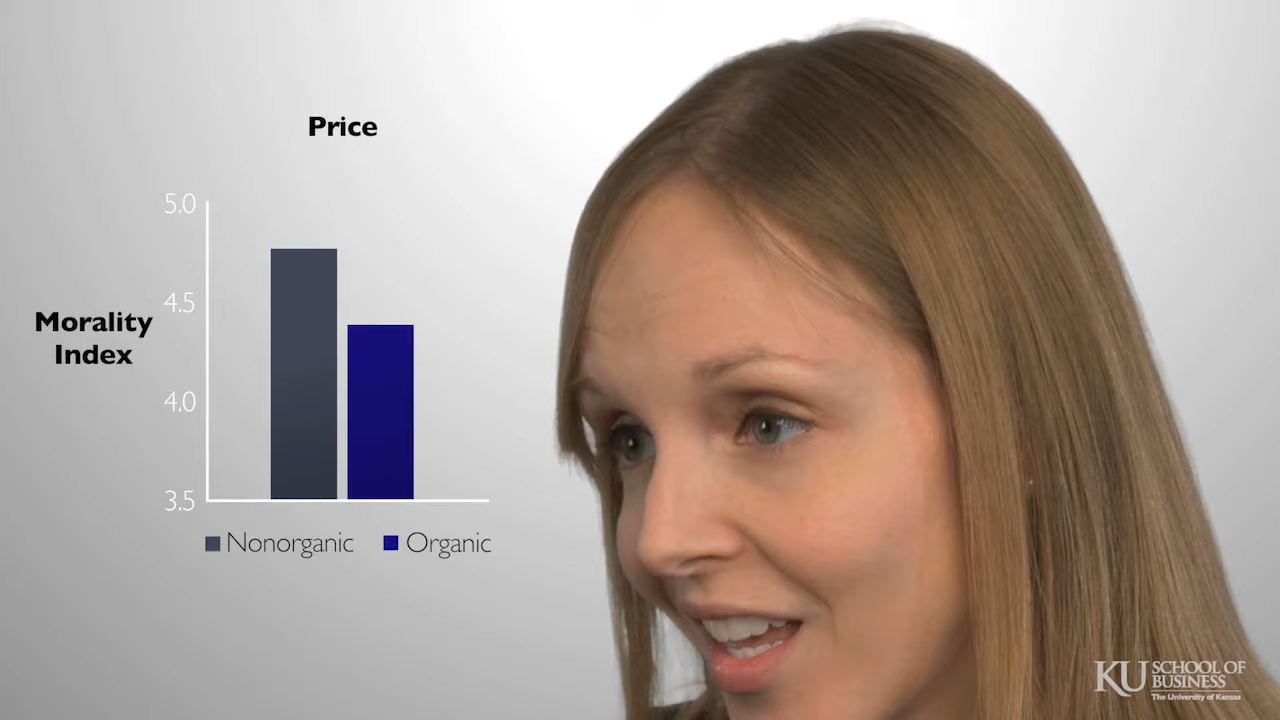 Price
5.0
4.5
Morality
Index
4.0
3.5
Nonorganic
Organic
KU SCHOOL OF
BUSINESS
The University of Kansas